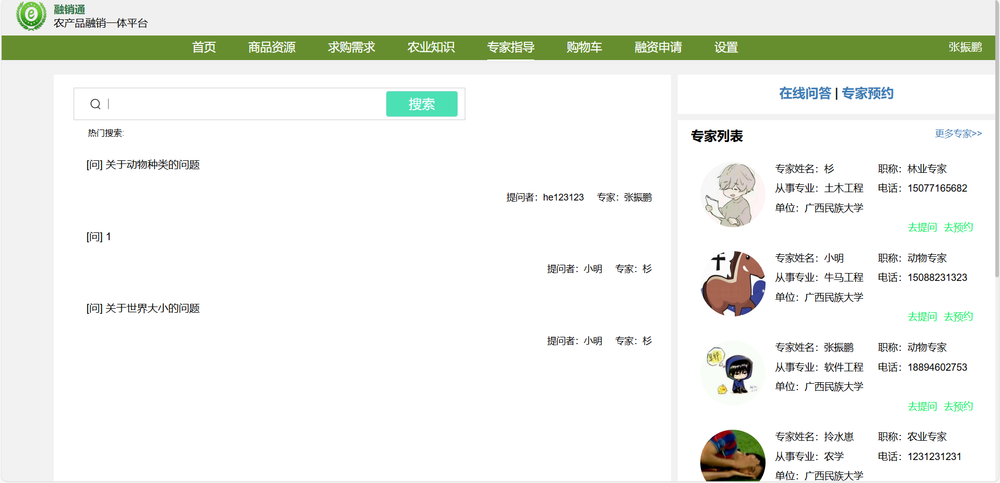 融销通
农产品融销一体平台
首页 商品资源 求购需求 农业知识 专家指导 购物车 融资申请 设置 张振鹏
搜索
热门搜索:
[问] 关于动物种类的问题
提问者：he123123 专家：张振鹏
[问] 1
提问者：小明 专家：杉
[问] 关于世界大小的问题
提问者：小明 专家：杉
在线问答 | 专家预约
专家列表 更多专家>>
专家姓名：杉 职称：林业专家
从事专业：土木工程 电话：15077165682
单位：广西民族大学
去提问 去预约
专家姓名：小明 职称：动物专家
从事专业：牛马工程 电话：15088231323
单位：广西民族大学
去提问 去预约
专家姓名：张振鹏 职称：动物专家
从事专业：软件工程 电话：18894602753
单位：广西民族大学
去提问 去预约
专家姓名：拎水崽 职称：农业专家
从事专业：农学 电话：1231231231
单位：广西民族大学